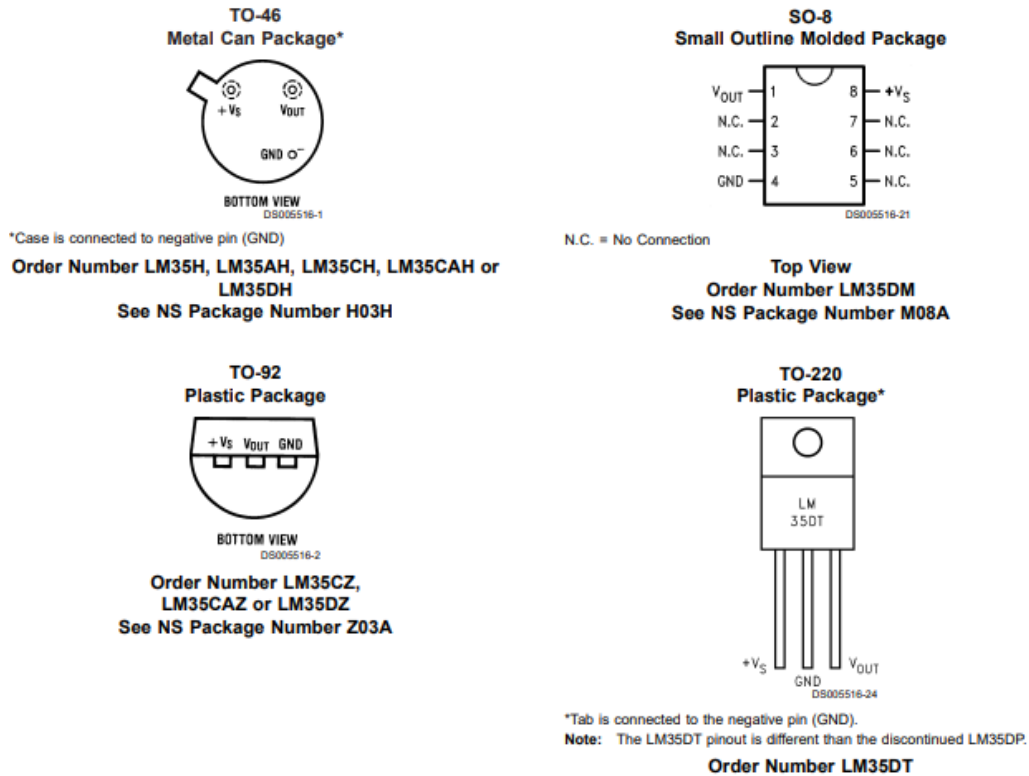 TO-46
Metal Can Package*
+VS
VOUT
GND
BOTTOM VIEW
DS005516-1
*Case is connected to negative pin (GND)
Order Number LM35H, LM35AH, LM35CH, LM35CAH or
LM35DH
See NS Package Number H03H
SO-8
Small Outline Molded Package
VOUT 1 8 +VS
N.C. 2 7 N.C.
N.C. 3 6 N.C.
GND 4 5 N.C.
DS005516-21
N.C. = No Connection
Top View
Order Number LM35DM
See NS Package Number M08A
TO-92
Plastic Package
+VS VOUT GND
BOTTOM VIEW
DS005516-2
Order Number LM35CZ,
LM35CAZ or LM35DZ
See NS Package Number Z03A
TO-220
Plastic Package*
LM
35DT
+VS
GND
VOUT
DS005516-24
*Tab is connected to the negative pin (GND).
Note: The LM35DT pinout is different than the discontinued LM35DP.
Order Number LM35DT